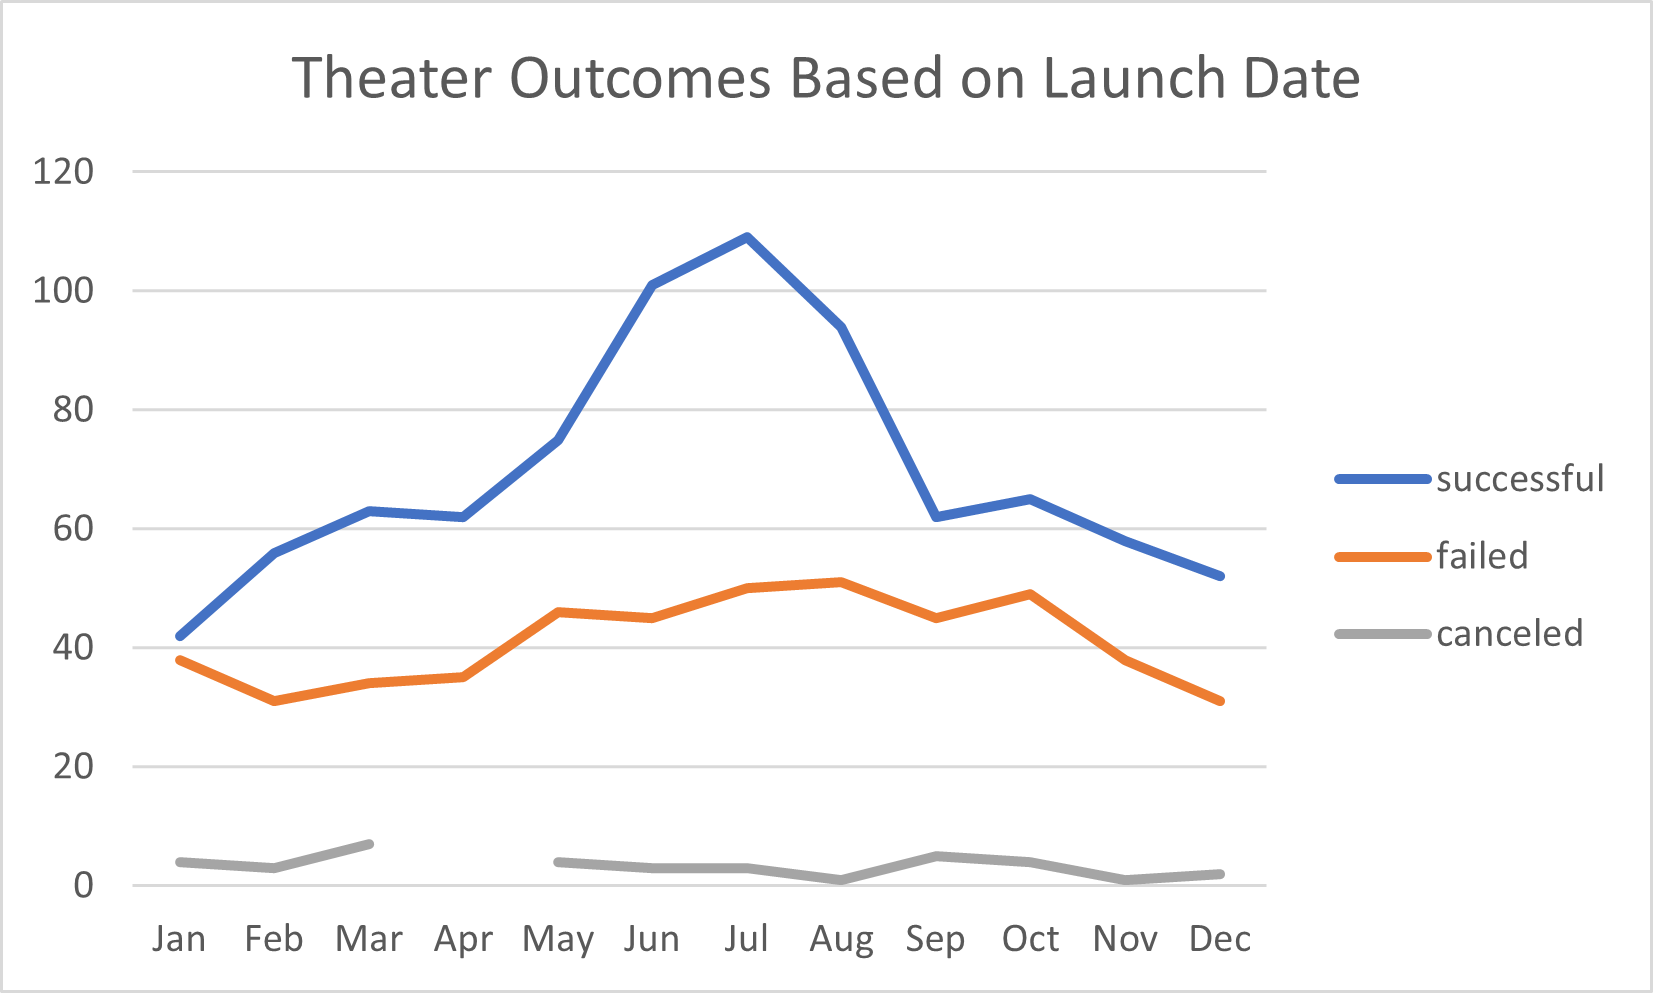 Theater Outcomes Based on Launch Date
120
100
80
60
40
20
0
Jan Feb Mar Apr May Jun Jul Aug Sep Oct Nov Dec
successful
failed
canceled